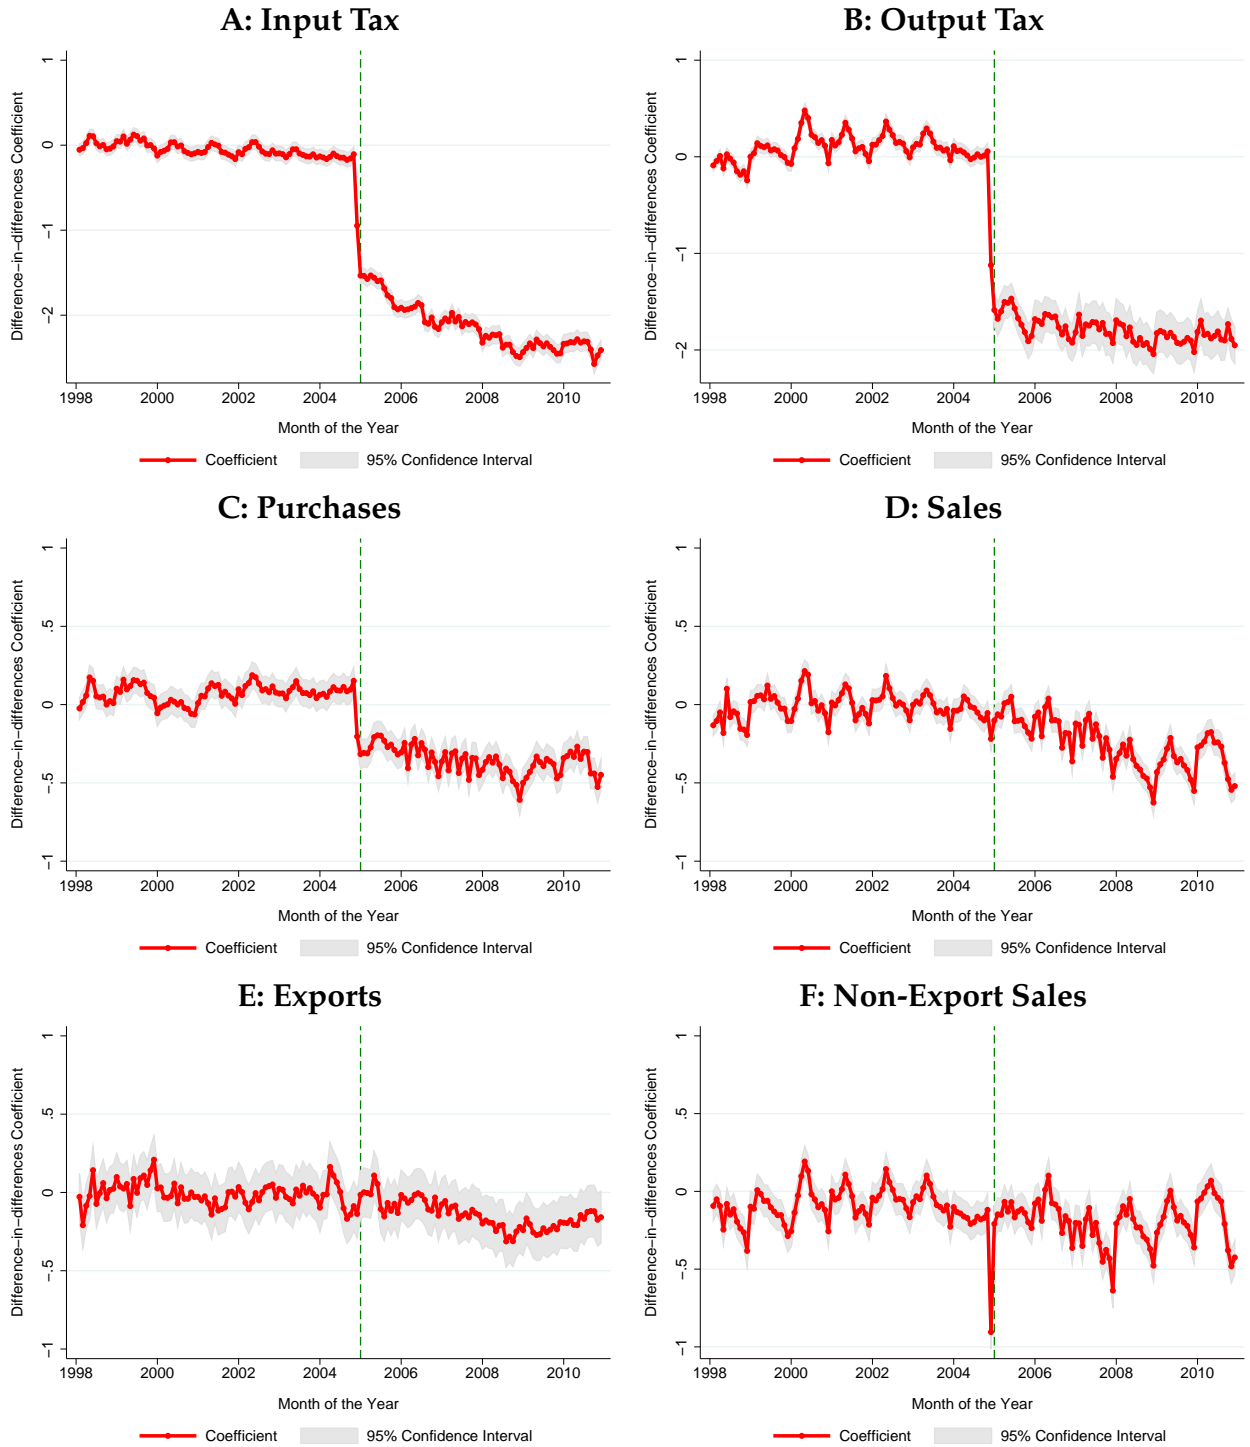 A: Input Tax
Difference−in−differences Coefficient
1
0
−1
−2
1998 2000 2002 2004 2006 2008 2010
Month of the Year
Coefficient 95% Confidence Interval
B: Output Tax
Difference−in−differences Coefficient
1
0
−1
−2
1998 2000 2002 2004 2006 2008 2010
Month of the Year
Coefficient 95% Confidence Interval
C: Purchases
Difference−in−differences Coefficient
1
.5
0
−.5
−1
1998 2000 2002 2004 2006 2008 2010
Month of the Year
Coefficient 95% Confidence Interval
D: Sales
Difference−in−differences Coefficient
1
.5
0
−.5
−1
1998 2000 2002 2004 2006 2008 2010
Month of the Year
Coefficient 95% Confidence Interval
E: Exports
Difference−in−differences Coefficient
1
.5
0
−.5
−1
1998 2000 2002 2004 2006 2008 2010
Month of the Year
Coefficient 95% Confidence Interval
F: Non-Export Sales
Difference−in−differences Coefficient
1
.5
0
−.5
−1
1998 2000 2002 2004 2006 2008 2010
Month of the Year
Coefficient 95% Confidence Interval